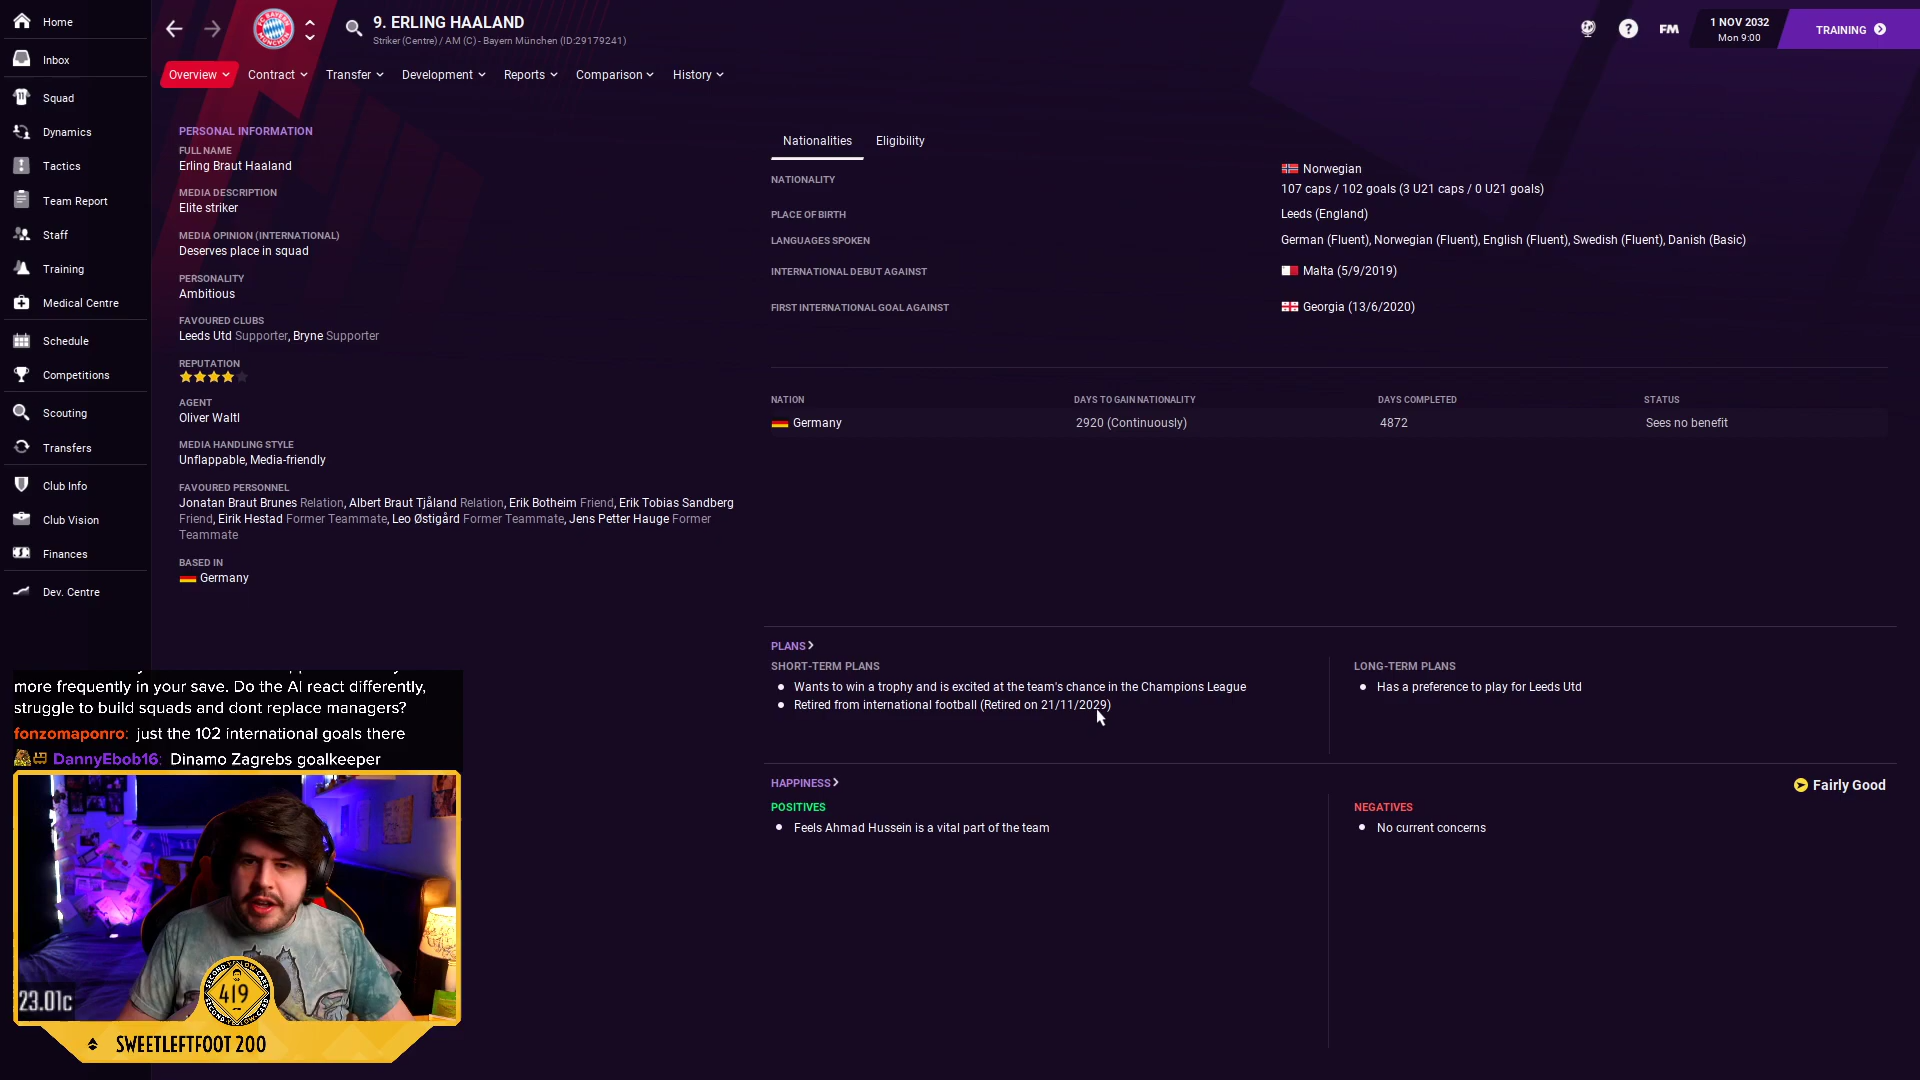 Home
Inbox
Squad
Dynamics
Tactics
Team Report
Staff
Training
Medical Centre
Schedule
Competitions
Scouting
Transfers
Club Info
Club Vision
Finances
Dev. Centre
9. ERLING HAALAND
Striker (Centre) / AM (C) - Bayern München (ID:29179241)
FM
1 NOV 2032
Mon 9:00
TRAINING
Overview
Contract
Transfer
Development
Reports
Comparison
History
PERSONAL INFORMATION
FULL NAME
Erling Braut Haaland
MEDIA DESCRIPTION
Elite striker
MEDIA OPINION (INTERNATIONAL)
Deserves place in squad
PERSONALITY
Ambitious
FAVOURED CLUBS
Leeds Utd Supporter, Bryne Supporter
REPUTATION
AGENT
Oliver Waltl
MEDIA HANDLING STYLE
Unflappable, Media-friendly
FAVOURED PERSONNEL
Jonatan Braut Brunes Relation, Albert Braut Tjåland Relation, Erik Botheim Friend, Erik Tobias Sandberg
Friend, Eirik Hestad Former Teammate, Leo Østigård Former Teammate, Jens Petter Hauge Former
Teammate
BASED IN
Germany
Nationalities
Eligibility
NATIONALITY
Norwegian
107 caps / 102 goals (3 U21 caps / 0 U21 goals)
PLACE OF BIRTH
Leeds (England)
LANGUAGES SPOKEN
German (Fluent), Norwegian (Fluent), English (Fluent), Swedish (Fluent), Danish (Basic)
INTERNATIONAL DEBUT AGAINST
Malta (5/9/2019)
FIRST INTERNATIONAL GOAL AGAINST
Georgia (13/6/2020)
NATION
DAYS TO GAIN NATIONALITY
DAYS COMPLETED
STATUS
Germany
2920 (Continuously)
4872
Sees no benefit
PLANS
SHORT-TERM PLANS
Wants to win a trophy and is excited at the team's chance in the Champions League
Retired from international football (Retired on 21/11/2029)
LONG-TERM PLANS
Has a preference to play for Leeds Utd
HAPPINESS
Fairly Good
POSITIVES
Feels Ahmad Hussein is a vital part of the team
NEGATIVES
No current concerns
more frequently in your save. Do the AI react differently,
struggle to build squads and dont replace managers?
fonzomaponro: just the 102 international goals there
DannyEbob16: Dinamo Zagrebs goalkeeper
23.01c
SECOND YELLOW CARD
419
SWEETLEFTFOOT 200